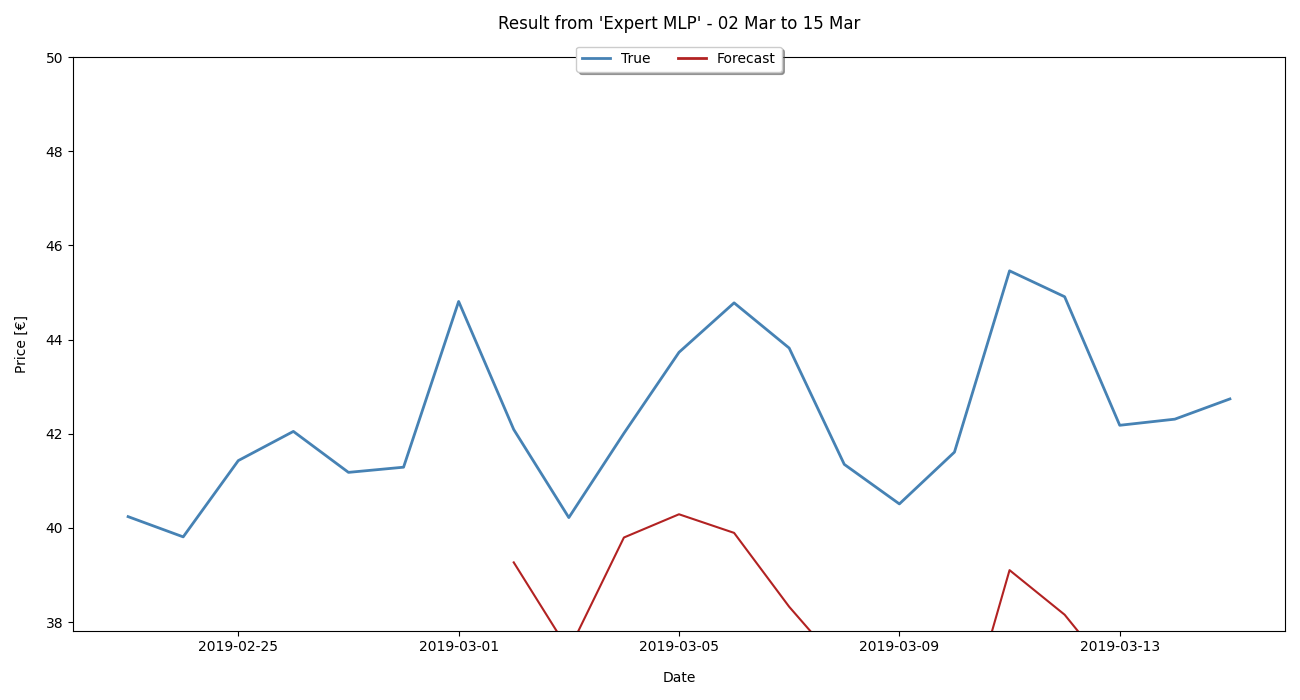 Result from 'Expert MLP' - 02 Mar to 15 Mar
True Forecast
50
48
46
44
42
40
38
Price [€]
2019-02-25 2019-03-01 2019-03-05 2019-03-09 2019-03-13
Date